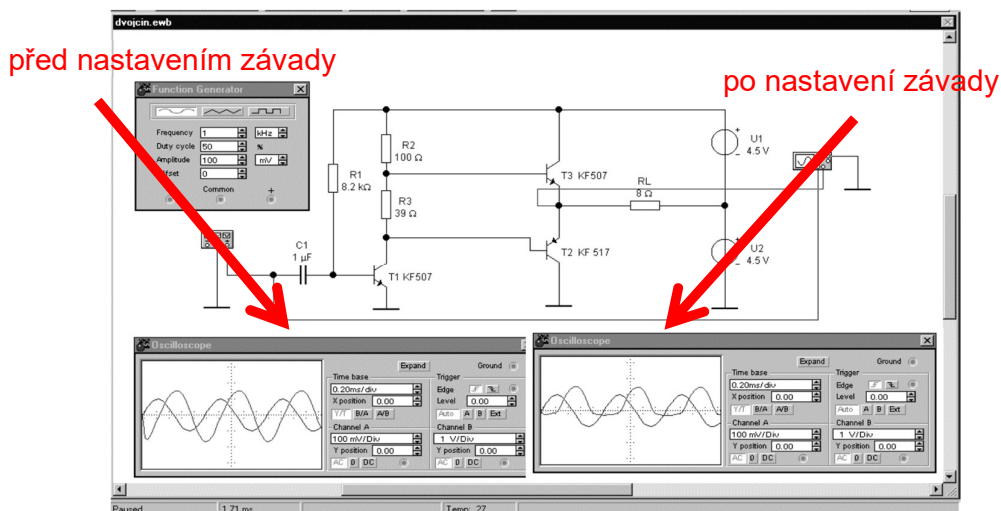 dvojcin.ewb
před nastavením závady
po nastavení závady
Function Generator
Frequency 1 kHz
Duty cycle 50 %
Amplitude 100 mV
Offset 0
Common +
R1
8.2 kΩ
R2
100 Ω
R3
39 Ω
C1
1 µF
T1 KF507
T3 KF507
T2 KF 517
RL
8 Ω
U1
+
4.5 V
-
U2
+
4.5 V
-
Oscilloscope
Expand Ground
Time base Trigger
0.20ms/div Edge
X position 0.00 Level 0.00
Y/T B/A A/B Auto A B Ext
Channel A Channel B
100 mV/Div 1 V/Div
Y position 0.00 Y position 0.00
AC 0 DC AC 0 DC
Oscilloscope
Expand Ground
Time base Trigger
0.20ms/div Edge
X position 0.00 Level 0.00
Y/T B/A A/B Auto A B Ext
Channel A Channel B
100 mV/Div 1 V/Div
Y position 0.00 Y position 0.00
AC 0 DC AC 0 DC
Paused 1.71 ms Temp: 27